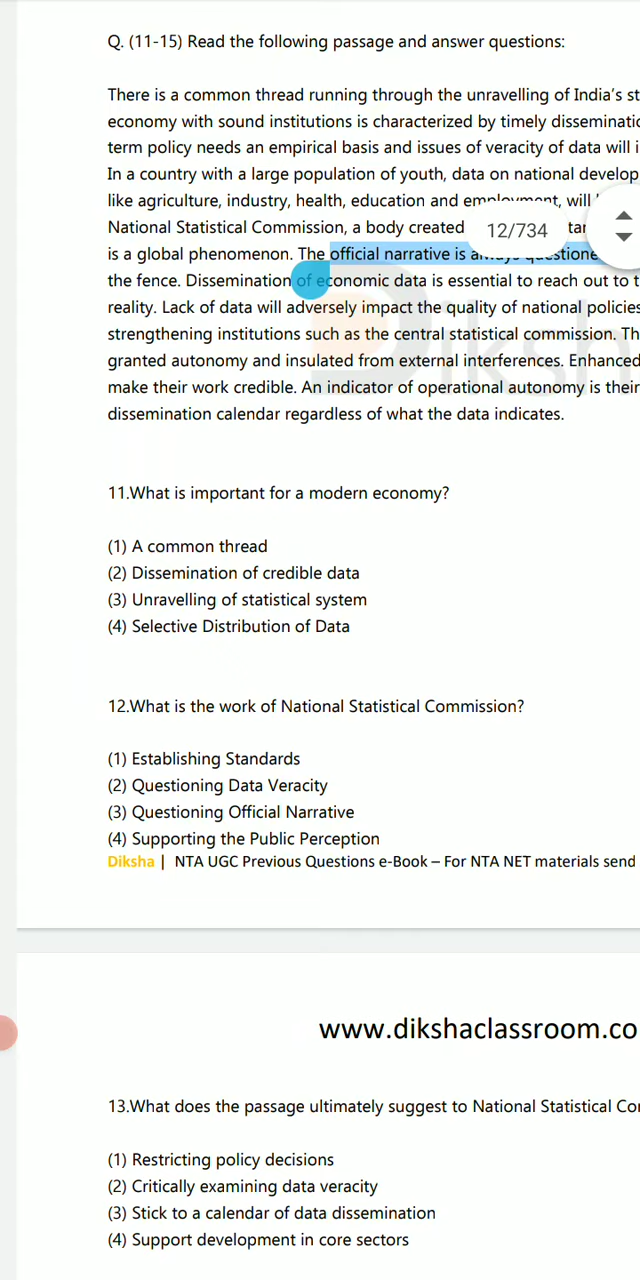 Q. (11-15) Read the following passage and answer questions:
There is a common thread running through the unravelling of India's
economy with sound institutions is characterized by timely
term policy needs an empirical basis and issues of veracity of data will
In a country with a large population of youth, data on national
like agriculture, industry, health, education and employment, will
National Statistical Commission, a body created
12/734
is a global phenomenon. The official narrative is always
the fence. Dissemination of economic data is essential to reach out to
reality. Lack of data will adversely impact the quality of national policies
strengthening institutions such as the central statistical commission.
granted autonomy and insulated from external interferences. Enhanced
make their work credible. An indicator of operational autonomy is their
dissemination calendar regardless of what the data indicates.
11.What is important for a modern economy?
(1) A common thread
(2) Dissemination of credible data
(3) Unravelling of statistical system
(4) Selective Distribution of Data
12.What is the work of National Statistical Commission?
(1) Establishing Standards
(2) Questioning Data Veracity
(3) Questioning Official Narrative
(4) Supporting the Public Perception
Diksha | NTA UGC Previous Questions e-Book – For NTA NET materials send
www.dikshaclassroom.co
13.What does the passage ultimately suggest to National Statistical
(1) Restricting policy decisions
(2) Critically examining data veracity
(3) Stick to a calendar of data dissemination
(4) Support development in core sectors